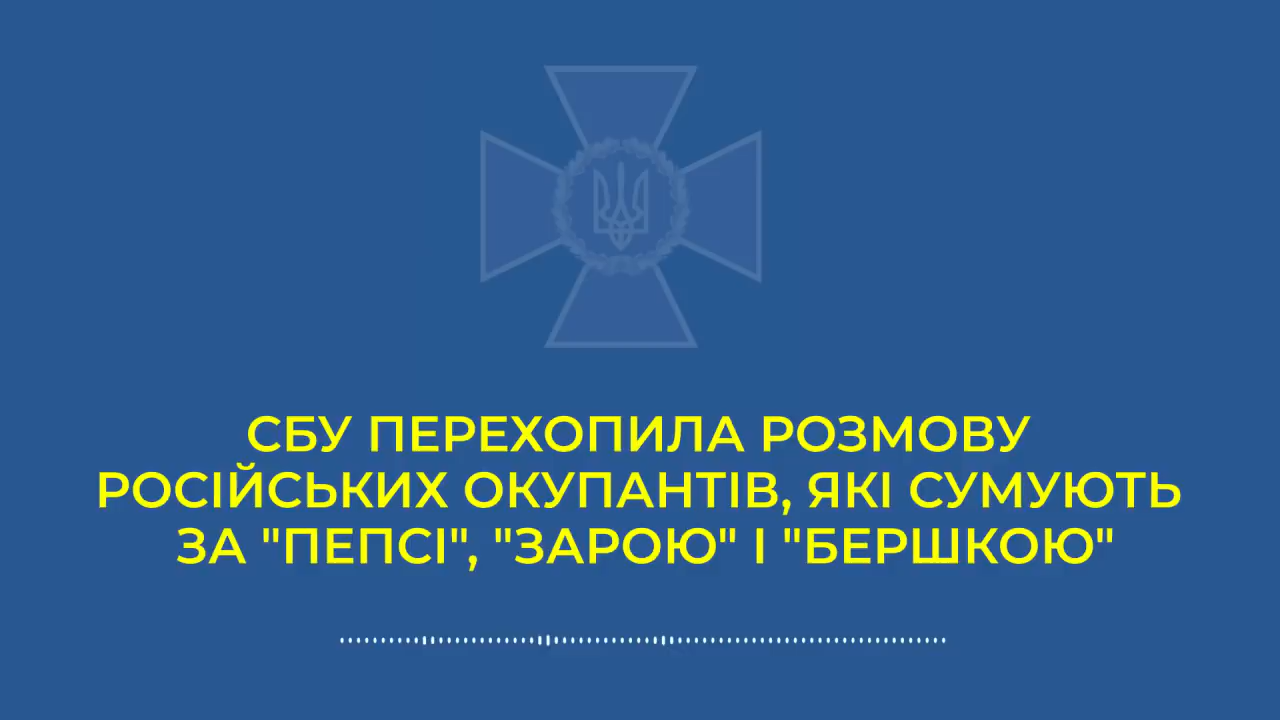 СБУ ПЕРЕХОПИЛА РОЗМОВУ
РОСІЙСЬКИХ ОКУПАНТІВ, ЯКІ СУМУЮТЬ
ЗА "ПЕПСІ", "ЗАРОЮ" І "БЕРШКОЮ"